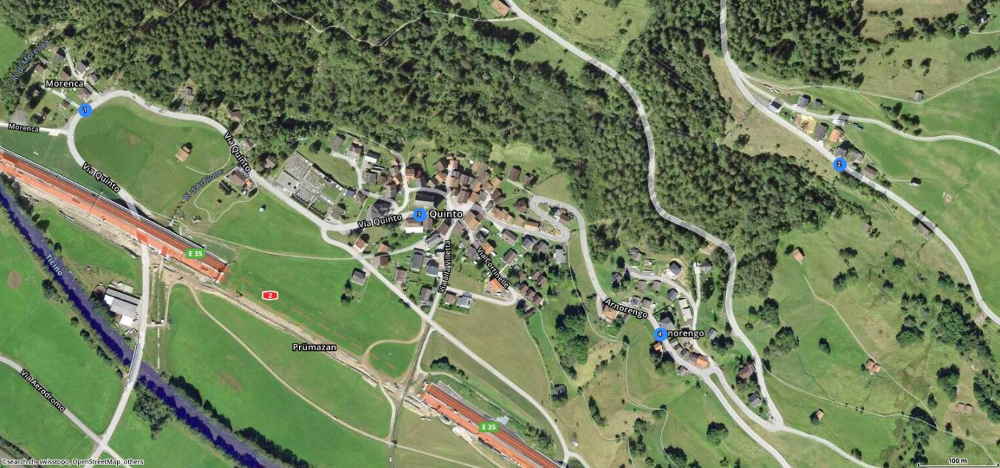 Ri di Morenca
Morenca
1
Morenca
Via Quinto
Via Quinto
Ri d'Arbione
2
Via Quinto
3
Quinto
E 35
Ticino
Via alla Villetta
Via Cortinelle
2
Arnorengo
4
norengo
Prümazan
Via Aerodromo
E 35
©search.ch, swisstopo, OpenStreetMap, others
100 m